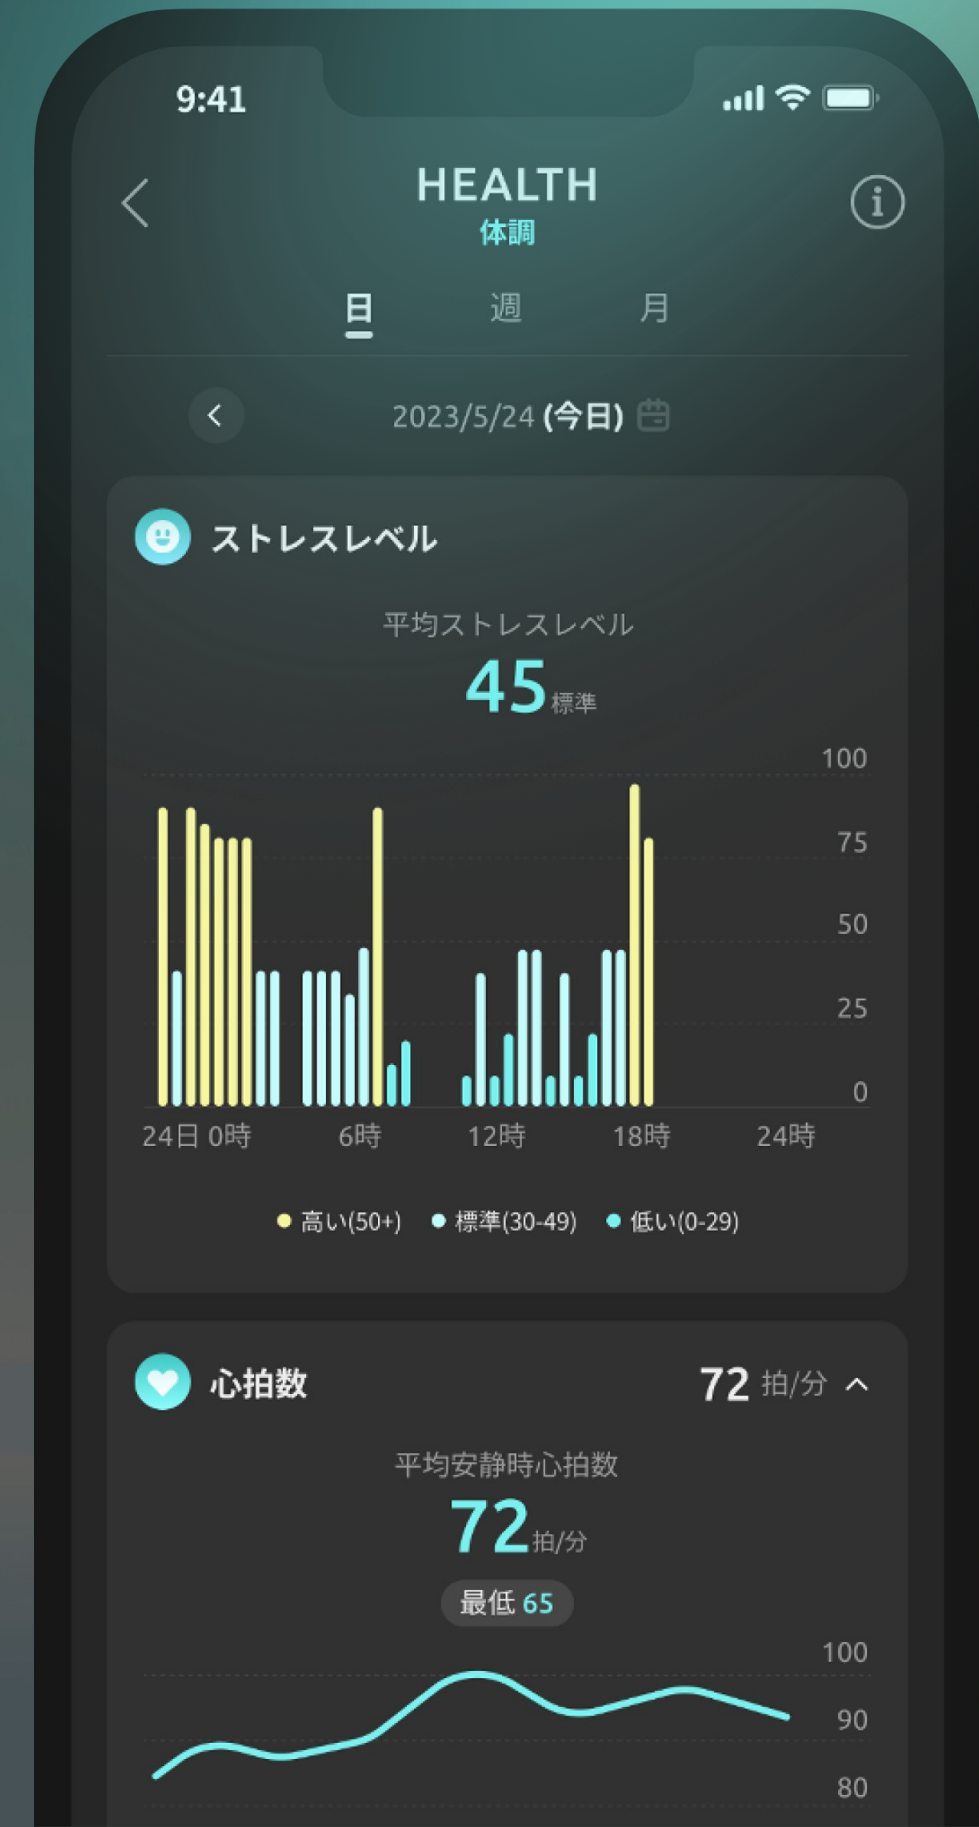 9:41
HEALTH
体調
日 週 月
2023/5/24 (今日)
ストレスレベル
平均ストレスレベル
45 標準
100
75
50
25
0
24日 0時 6時 12時 18時 24時
高い(50+) 標準(30-49) 低い(0-29)
心拍数 72 拍/分
平均安静時心拍数
72 拍/分
最低 65
100
90
80